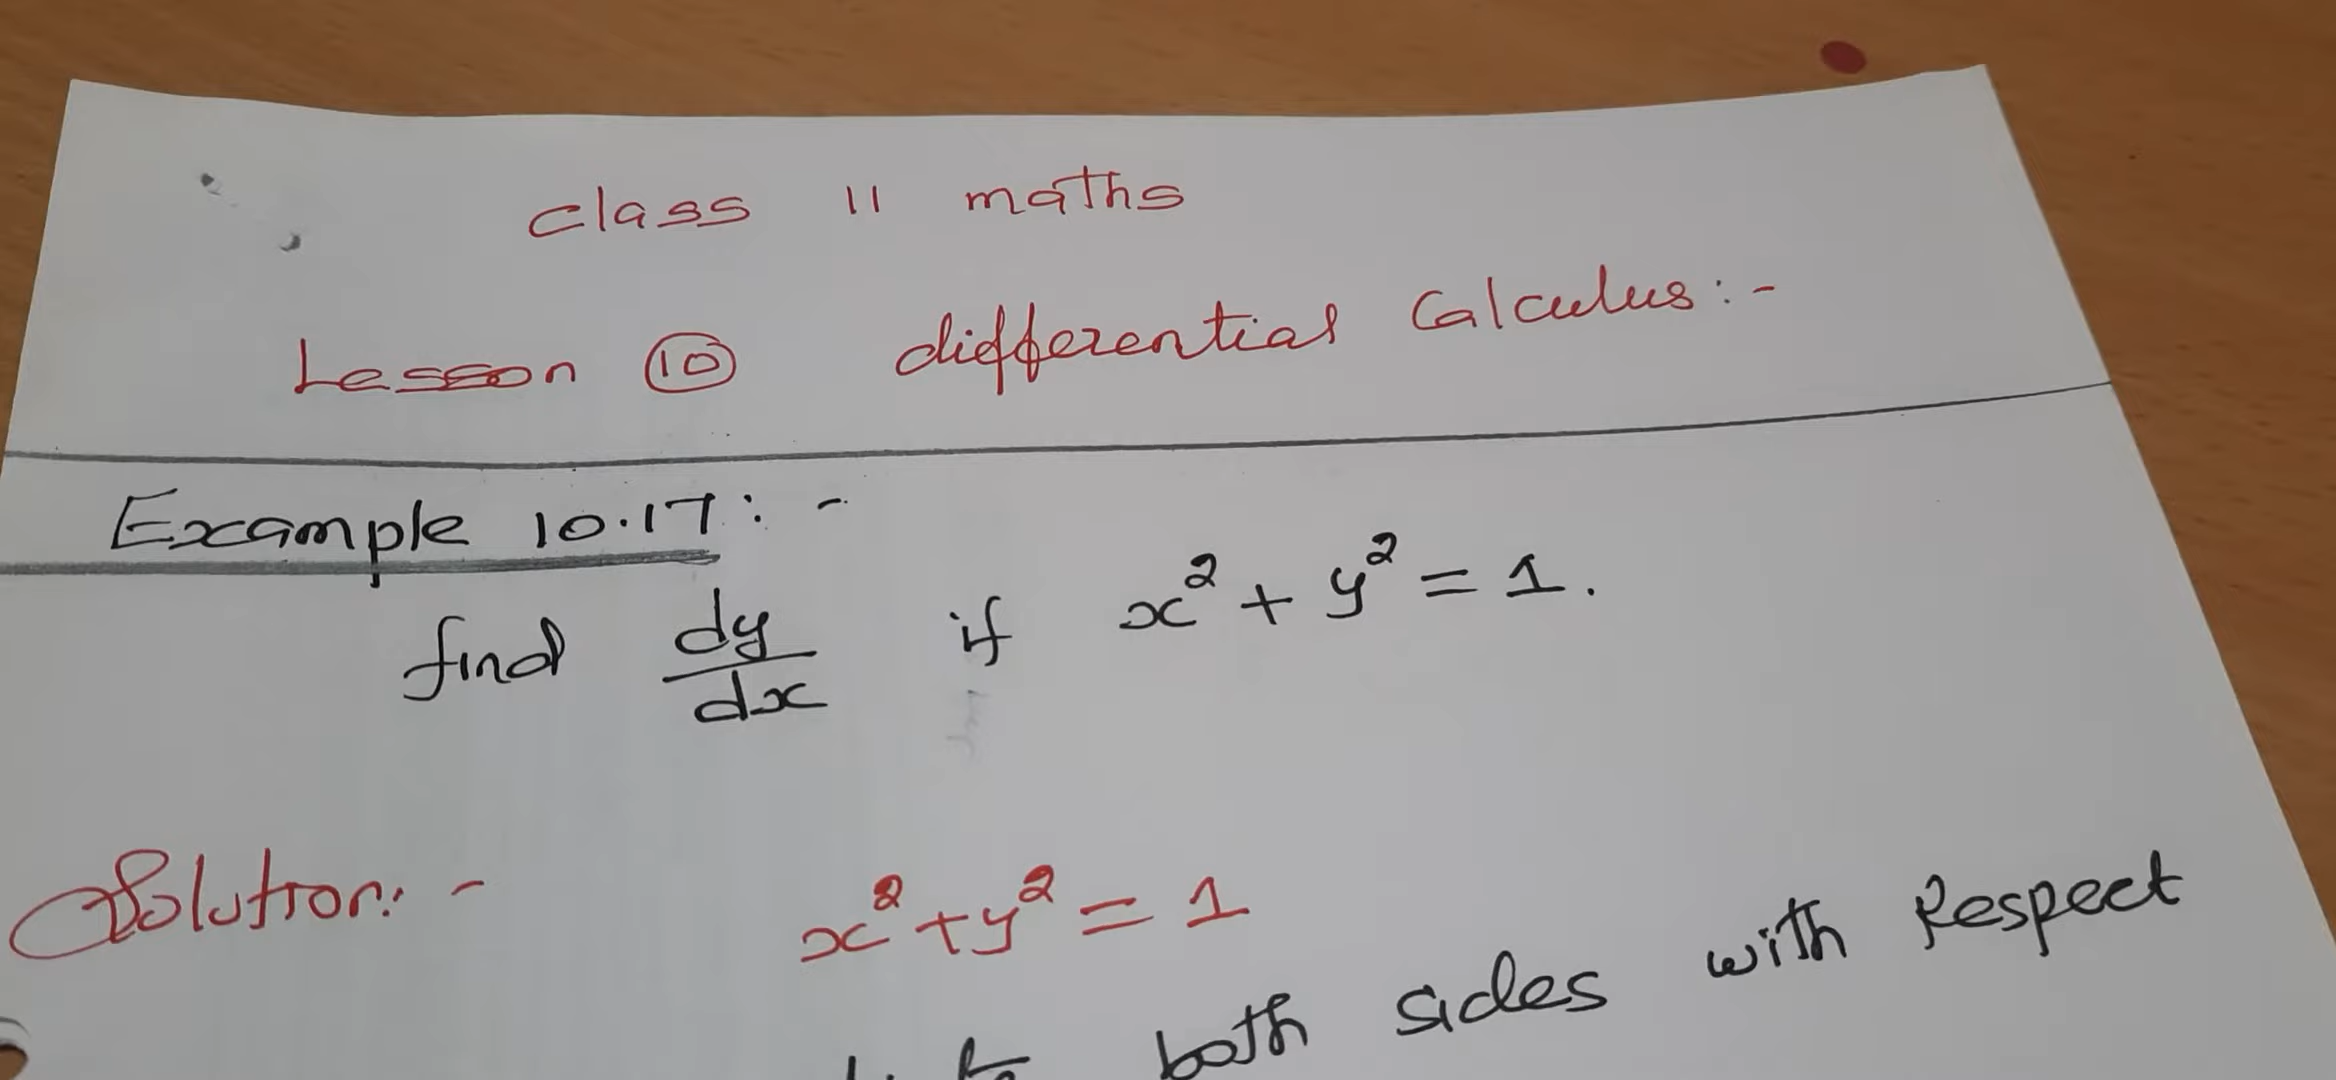 class 11 maths
Lesson 10 differential Calculus:-
Example 10.17:-
find dy/dx if x² + y² = 1.
Solution:-
x² + y² = 1
both sides with Respect